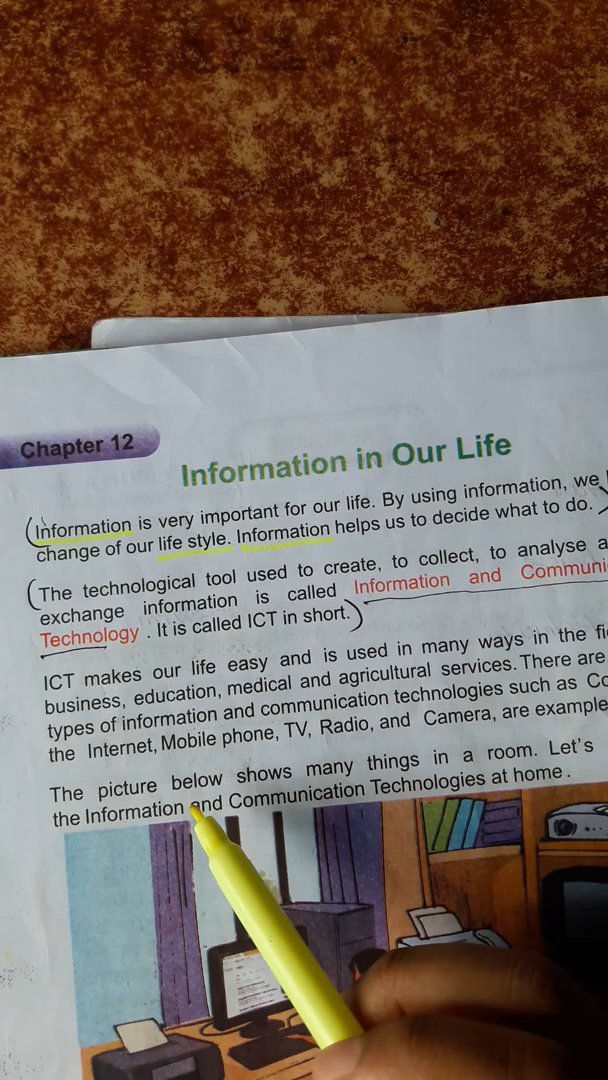 Chapter 12
Information in Our Life
Information is very important for our life. By using information, we
change of our life style. Information helps us to decide what to do.
The technological tool used to create, to collect, to analyse a
exchange information is called Information and Communi
Technology . It is called ICT in short.
ICT makes our life easy and is used in many ways in the fi
business, education, medical and agricultural services. There are
types of information and communication technologies such as Co
the Internet, Mobile phone, TV, Radio, and Camera, are example
The picture below shows many things in a room. Let's
the Information and Communication Technologies at home .